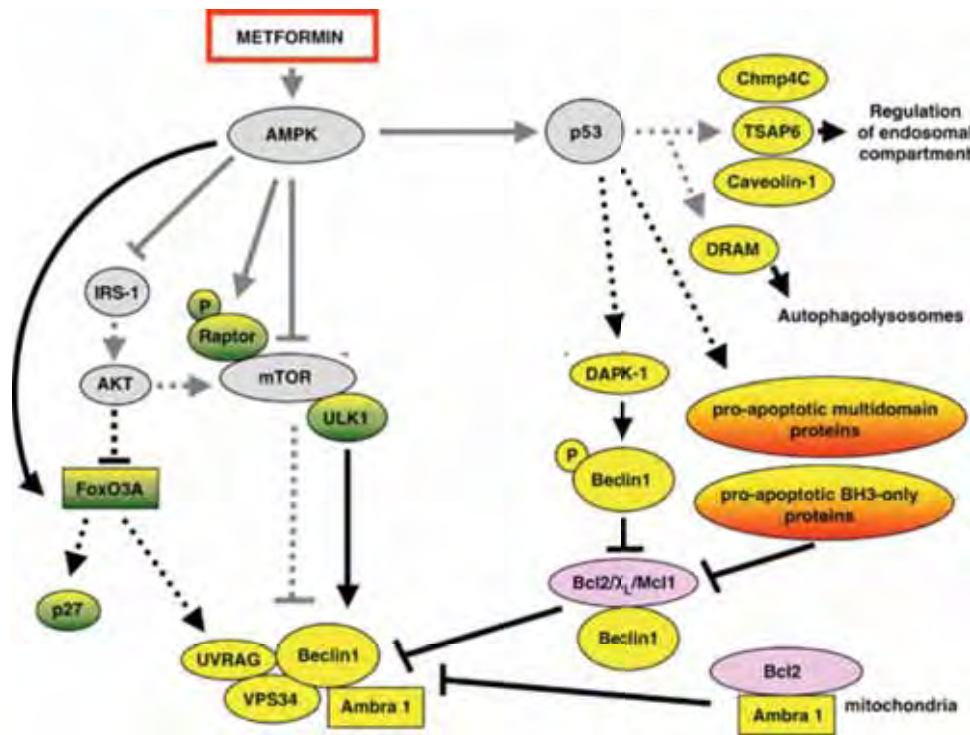 METFORMIN
Chmp4C
AMPK
p53
TSAP6
Regulation
of endosomal
compartment
Caveolin-1
DRAM
IRS-1
P
Raptor
Autophagolysosomes
AKT
mTOR
DAPK-1
ULK1
pro-apoptotic multidomain
proteins
P
Beclin1
FoxO3A
pro-apoptotic BH3-only
proteins
p27
Bcl2/χL/Mcl1
Beclin1
UVRAG
Beclin1
VPS34
Ambra 1
Bcl2
Ambra 1
mitochondria